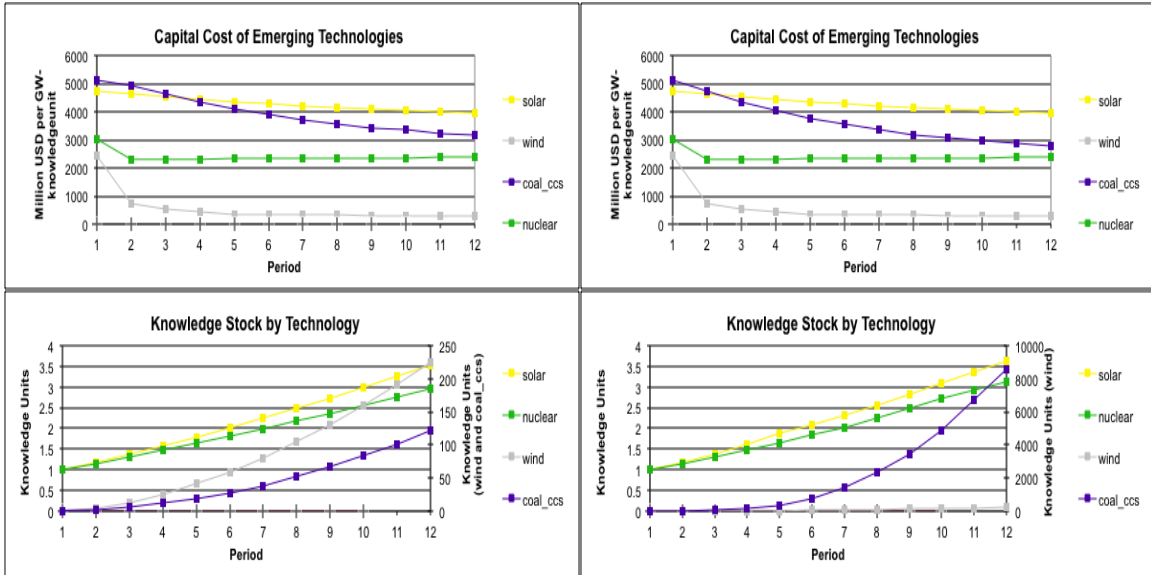 Capital Cost of Emerging Technologies
Million USD per GW-
knowledgeunit
6000
5000
4000
3000
2000
1000
0
1 2 3 4 5 6 7 8 9 10 11 12
Period
solar
wind
coal_ccs
nuclear
Capital Cost of Emerging Technologies
Million USD per GW-
knowledgeunit
6000
5000
4000
3000
2000
1000
0
1 2 3 4 5 6 7 8 9 10 11 12
Period
solar
wind
coal_ccs
nuclear
Knowledge Stock by Technology
Knowledge Units
4
3.5
3
2.5
2
1.5
1
0.5
0
1 2 3 4 5 6 7 8 9 10 11 12
Period
250
200
150
100
50
0
Knowledge Units
(wind and coal_ccs)
solar
nuclear
wind
coal_ccs
Knowledge Stock by Technology
Knowledge Units
4
3.5
3
2.5
2
1.5
1
0.5
0
1 2 3 4 5 6 7 8 9 10 11 12
Period
10000
8000
6000
4000
2000
0
Knowledge Units (wind)
solar
nuclear
wind
coal_ccs